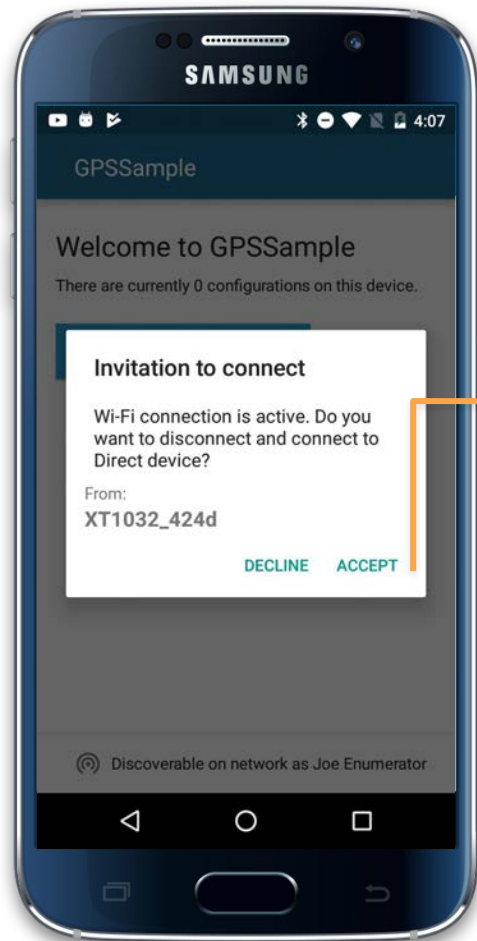 SAMSUNG
4:07
GPSSample
Welcome to GPSSample
There are currently 0 configurations on this device.
Invitation to connect
Wi-Fi connection is active. Do you
want to disconnect and connect to
Direct device?
From:
XT1032_424d
DECLINE ACCEPT
Discoverable on network as Joe Enumerator